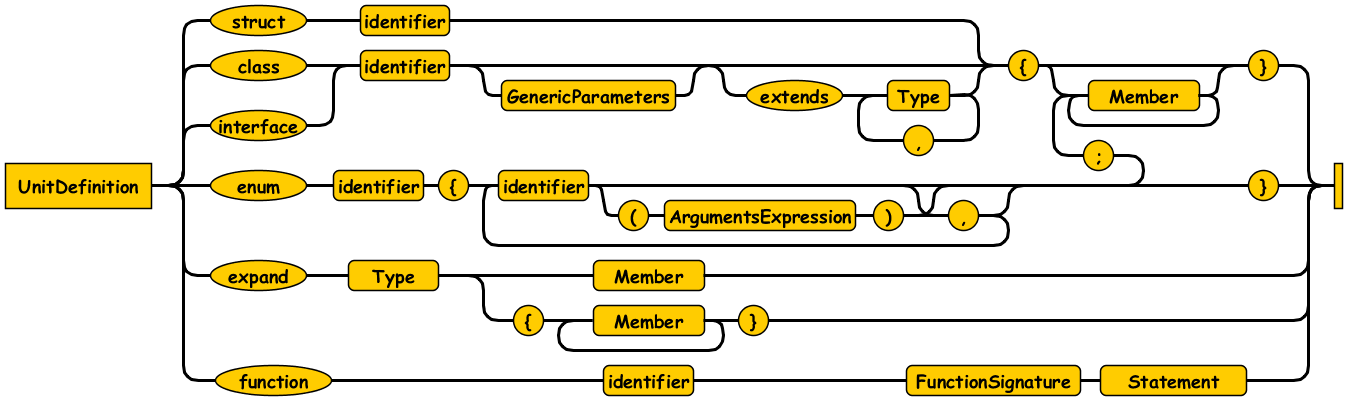 struct identifier
class identifier { }
GenericParameters extends Type Member
interface
, ;
UnitDefinition enum identifier { identifier }
( ArgumentsExpression ) ,
expand Type Member
{ Member }
function identifier FunctionSignature Statement